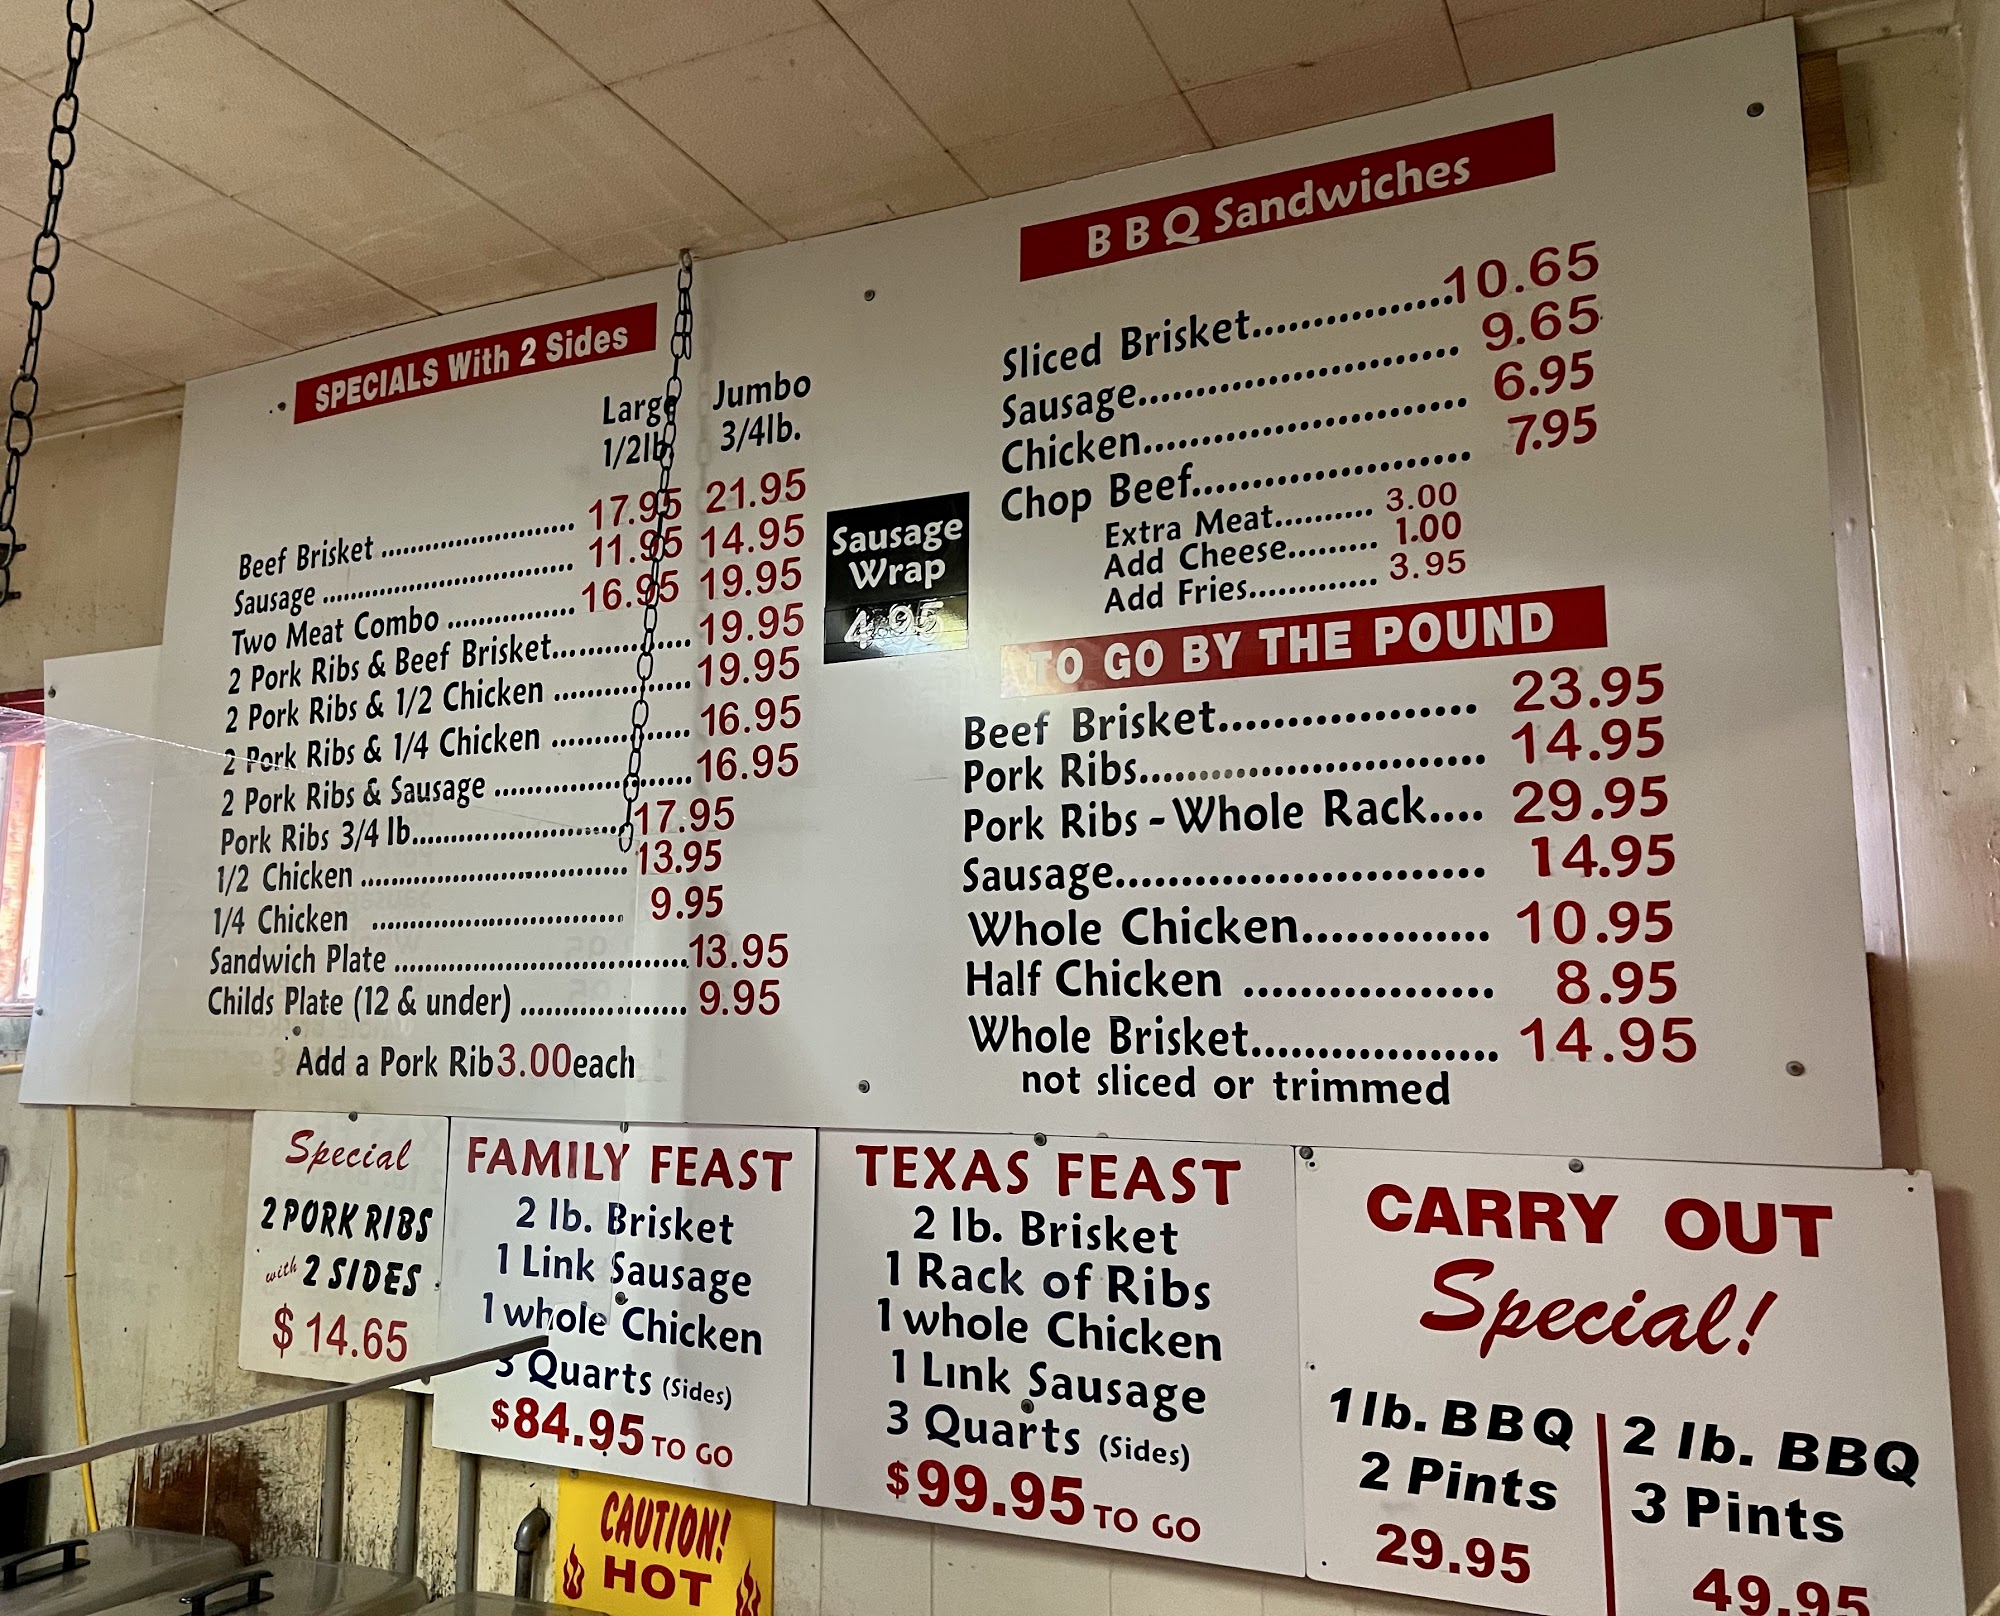 SPECIALS With 2 Sides
Large Jumbo
1/2lb. 3/4lb.
Beef Brisket ........................ 17.95 21.95
Sausage ........................ 11.95 14.95
Two Meat Combo ................ 16.95 19.95
2 Pork Ribs & Beef Brisket.................... 19.95
2 Pork Ribs & 1/2 Chicken .................... 19.95
2 Pork Ribs & 1/4 Chicken .................... 16.95
2 Pork Ribs & Sausage .................... 16.95
Pork Ribs 3/4 lb........................ 17.95
1/2 Chicken ........................ 13.95
1/4 Chicken ........................ 9.95
Sandwich Plate ........................ 13.95
Childs Plate (12 & under) .................... 9.95
Add a Pork Rib 3.00 each
Sausage
Wrap
4.95
B B Q Sandwiches
Sliced Brisket.................... 10.65
Sausage........................ 9.65
Chicken........................ 6.95
Chop Beef.................... 7.95
Extra Meat.......... 3.00
Add Cheese......... 1.00
Add Fries............ 3.95
TO GO BY THE POUND
Beef Brisket.................. 23.95
Pork Ribs........................ 14.95
Pork Ribs - Whole Rack.... 29.95
Sausage........................ 14.95
Whole Chicken............. 10.95
Half Chicken ................ 8.95
Whole Brisket.................. 14.95
not sliced or trimmed
Special
2 PORK RIBS
with 2 SIDES
$ 14.65
FAMILY FEAST
2 lb. Brisket
1 Link Sausage
1 whole Chicken
3 Quarts (Sides)
$84.95 TO GO
TEXAS FEAST
2 lb. Brisket
1 Rack of Ribs
1 whole Chicken
1 Link Sausage
3 Quarts (Sides)
$99.95 TO GO
CARRY OUT
Special!
1 lb. BBQ
2 Pints
29.95
2 lb. BBQ
3 Pints
49.95
CAUTION!
HOT